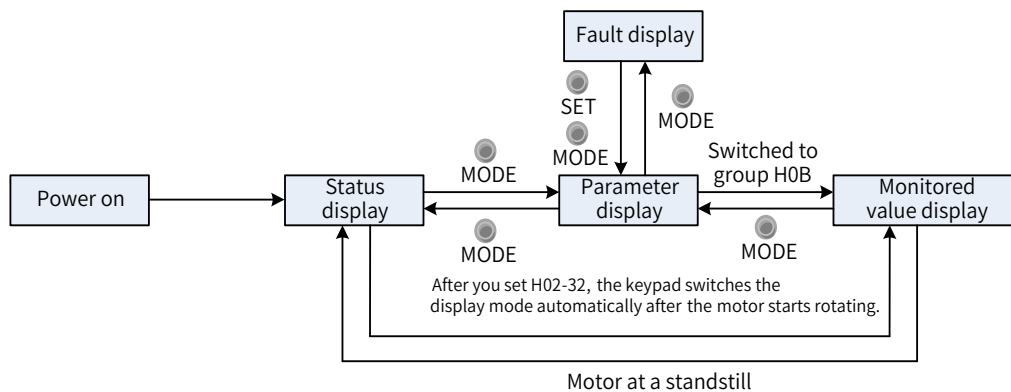 Fault display
SET
MODE
MODE
MODE
Switched to
group H0B
Power on
Status
display
Parameter
display
Monitored
value display
MODE
MODE
After you set H02-32, the keypad switches the
display mode automatically after the motor starts rotating.
Motor at a standstill